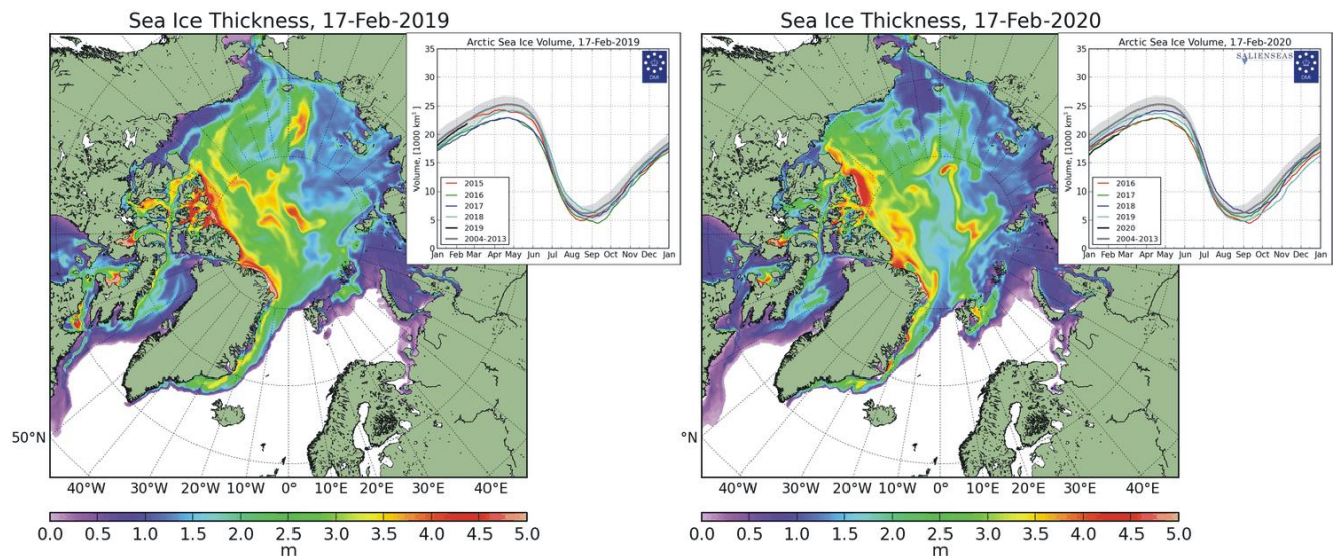 Sea Ice Thickness, 17-Feb-2019
Arctic Sea Ice Volume, 17-Feb-2019
DMI
Volume, [1000 km³]
35
30
25
20
15
10
5
0
2015
2016
2017
2018
2019
2004-2013
Jan Feb Mar Apr May Jun Jul Aug Sep Oct Nov Dec Jan
50°N
40°W 30°W 20°W 10°W 0° 10°E 20°E 30°E 40°E
0.0 0.5 1.0 1.5 2.0 2.5 3.0 3.5 4.0 4.5 5.0
m
Sea Ice Thickness, 17-Feb-2020
Arctic Sea Ice Volume, 17-Feb-2020
SALIENSEAS
DMI
Volume, [1000 km³]
35
30
25
20
15
10
5
0
2016
2017
2018
2019
2020
2004-2013
Jan Feb Mar Apr May Jun Jul Aug Sep Oct Nov Dec Jan
°N
40°W 30°W 20°W 10°W 0° 10°E 20°E 30°E 40°E
0.0 0.5 1.0 1.5 2.0 2.5 3.0 3.5 4.0 4.5 5.0
m